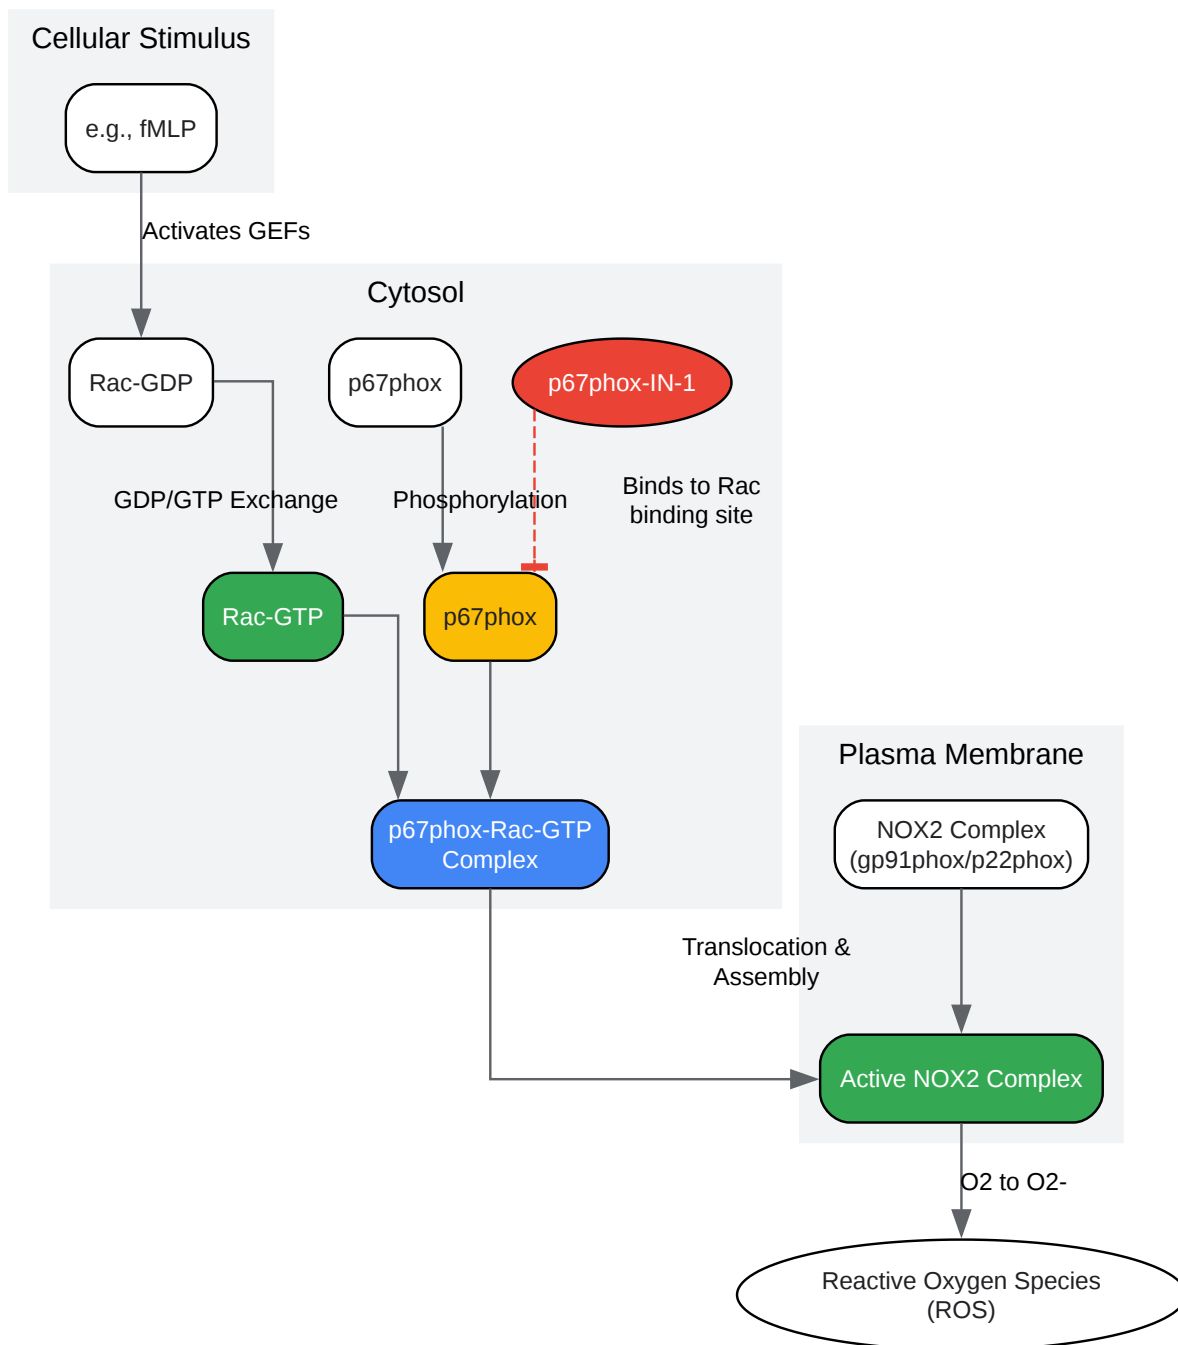 Cellular Stimulus
e.g., fMLP
Activates GEFs
Cytosol
Rac-GDP
p67phox
p67phox-IN-1
GDP/GTP Exchange
Phosphorylation
Binds to Rac
binding site
Rac-GTP
p67phox
p67phox-Rac-GTP
Complex
Plasma Membrane
NOX2 Complex
(gp91phox/p22phox)
Translocation &
Assembly
Active NOX2 Complex
O2 to O2-
Reactive Oxygen Species
(ROS)